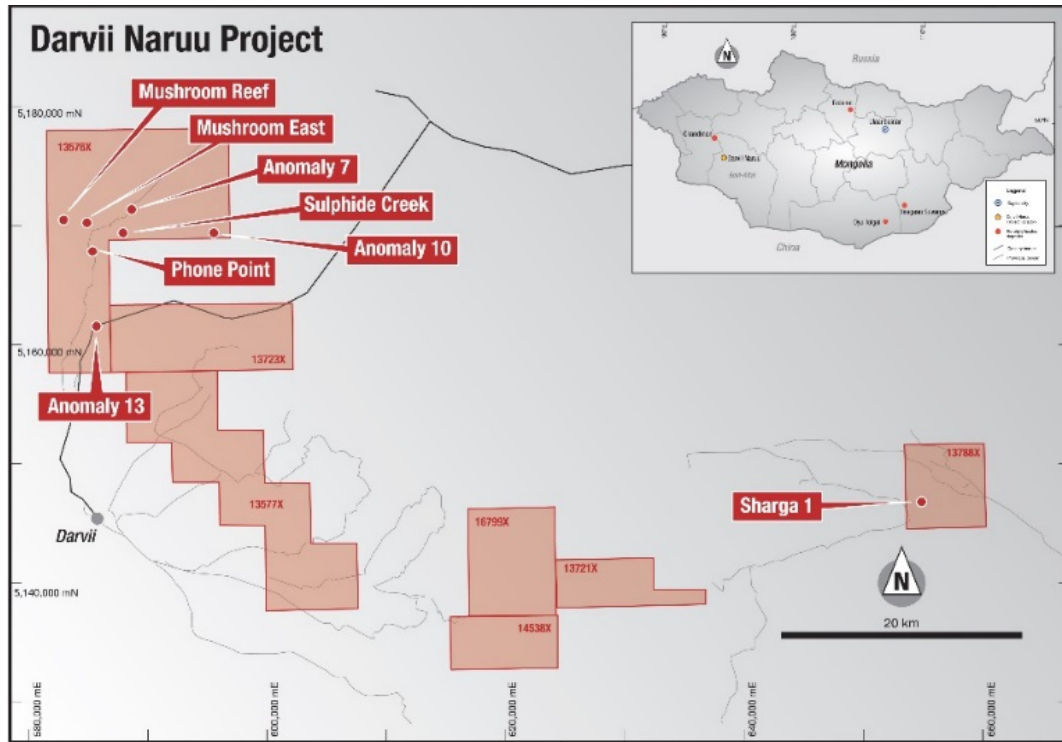 Darvii Naruu Project
5,180,000 mN
Mushroom Reef
Mushroom East
13576X
Anomaly 7
Sulphide Creek
Anomaly 10
Phone Point
5,160,000 mN
13723X
Anomaly 13
13577X
Darvii
13788X
Sharga 1
16799X
13721X
5,140,000 mN
14538X
N
20 km
580,000 mE
600,000 mE
620,000 mE
640,000 mE
660,000 mE
N
Russia
Mongolia
China
Oyu Tolgoi
Legend